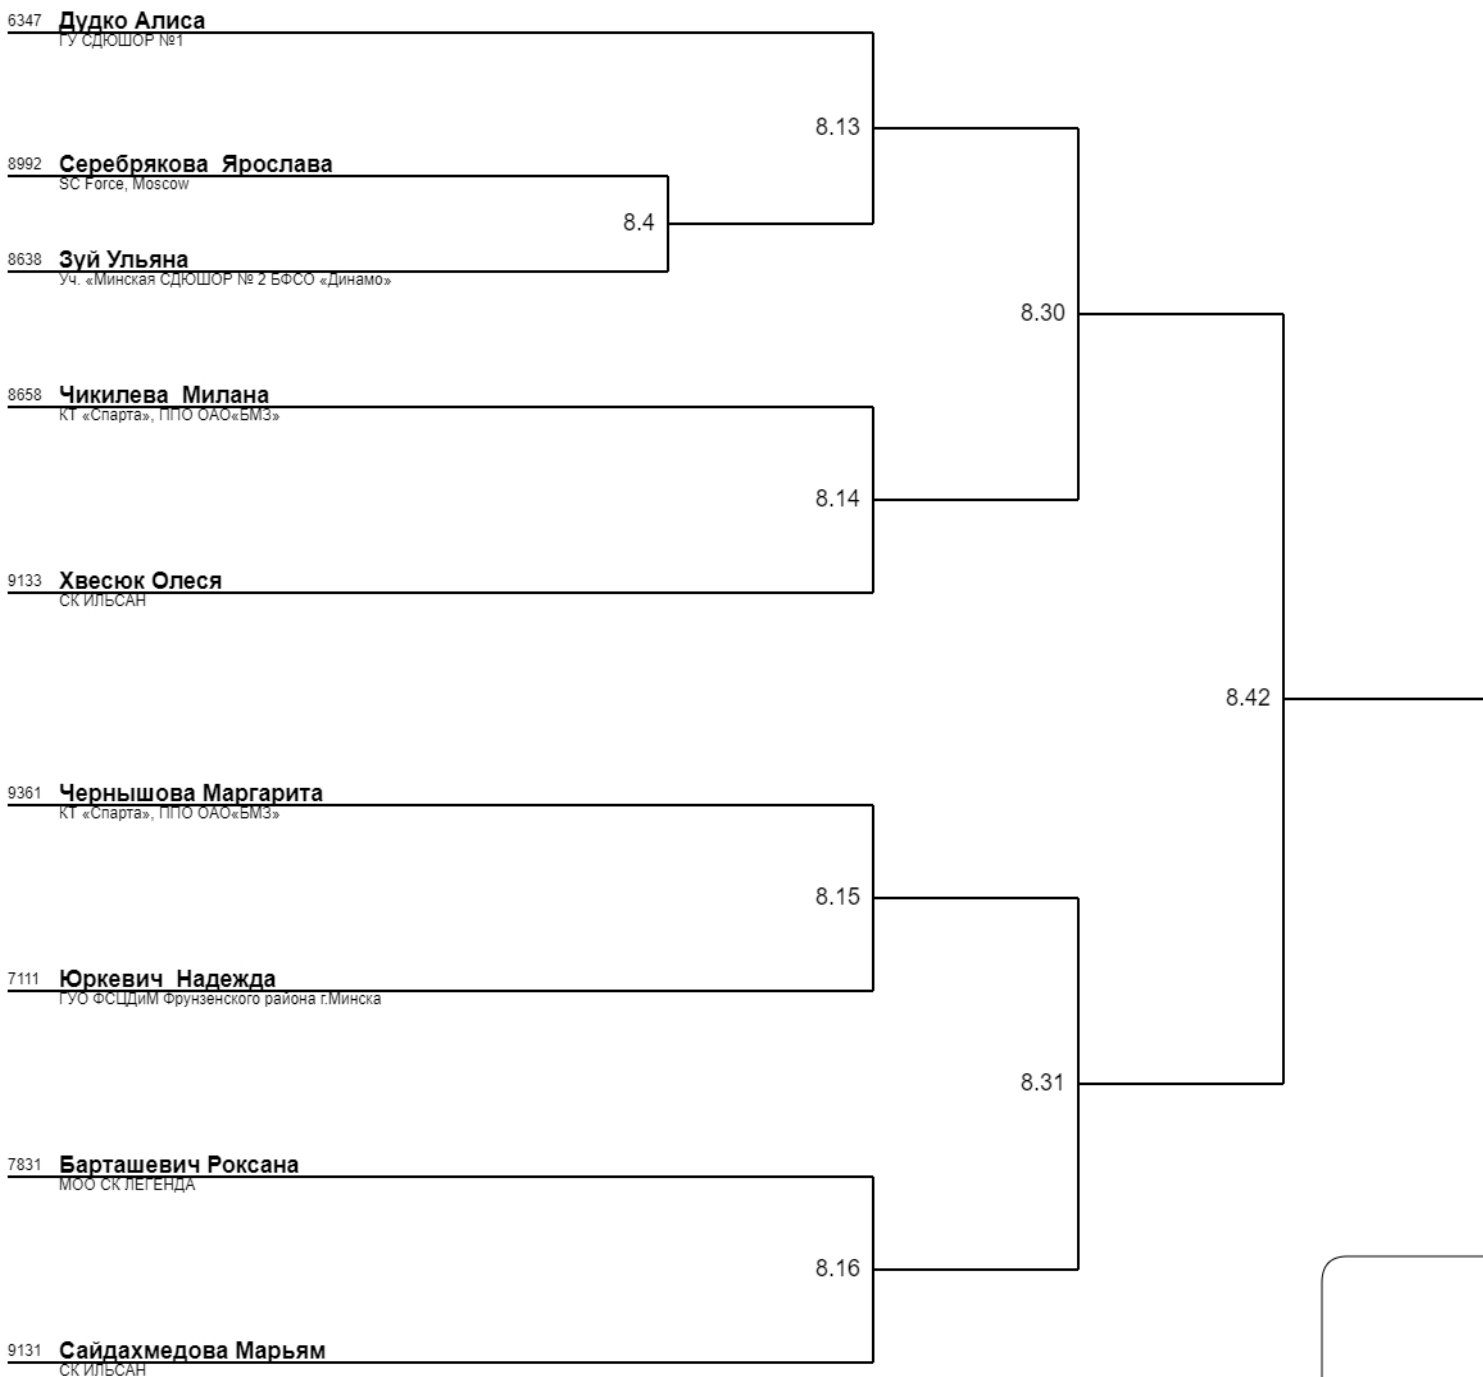 6347 Дудко Алиса
ГУ СДЮШОР №1
8.13
8992 Серебрякова Ярослава
SC Force, Moscow
8.4
8638 Зуй Ульяна
Уч. «Минская СДЮШОР № 2 БФСО «Динамо»
8.30
8658 Чикилева Милана
КТ «Спарта», ППО ОАО«БМЗ»
8.14
9133 Хвесюк Олеся
СК ИЛЬСАН
8.42
9361 Чернышова Маргарита
КТ «Спарта», ППО ОАО«БМЗ»
8.15
7111 Юркевич Надежда
ГУО ФСЦДиМ Фрунзенского района г.Минска
8.31
7831 Барташевич Роксана
МОО СК ЛЕГЕНДА
8.16
9131 Сайдахмедова Марьям
СК ИЛЬСАН